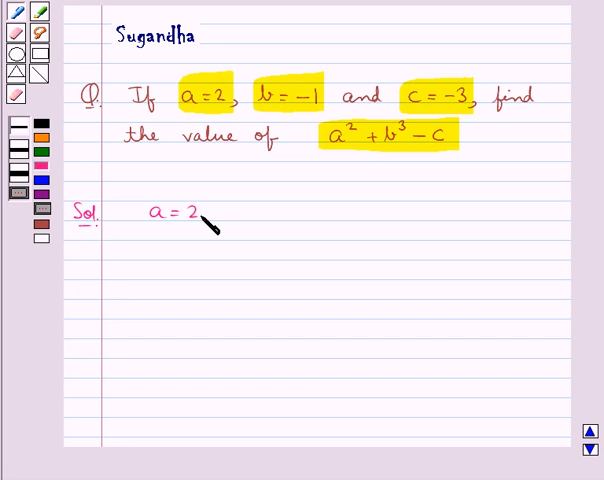 Sugandha
Q. If a=2, b=-1 and c=-3, find
the value of a² + b³ - c
Sol. a = 2